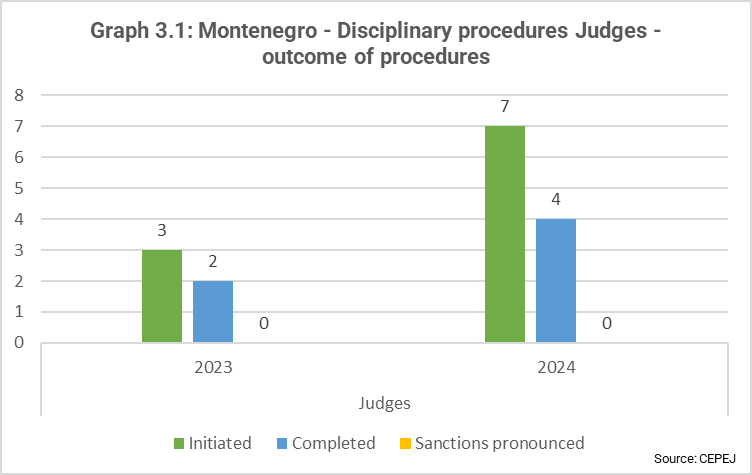 Graph 3.1: Montenegro - Disciplinary procedures Judges -
outcome of procedures
8
7
6
5
4
3
2
1
0
3
2
0
7
4
0
2023
2024
Judges
Initiated
Completed
Sanctions pronounced
Source: CEPEJ